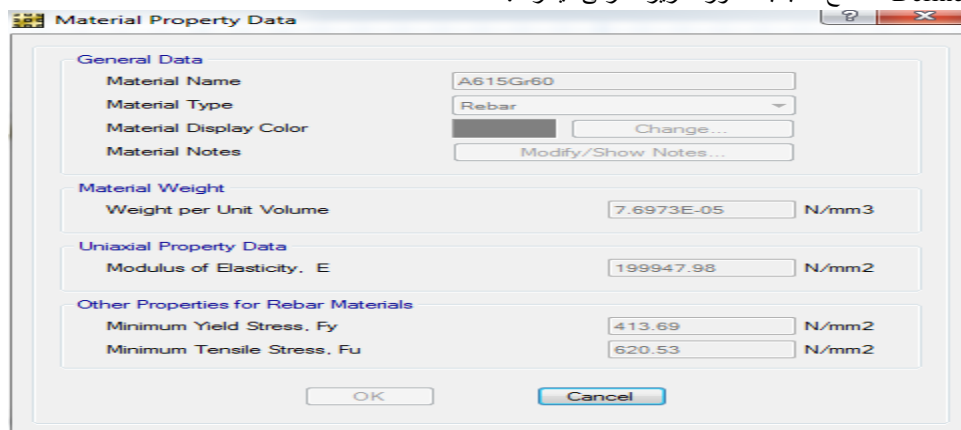 Material Property Data
?
General Data
Material Name A615Gr60
Material Type Rebar
Material Display Color Change...
Material Notes Modify/Show Notes...
Material Weight
Weight per Unit Volume 7.6973E-05 N/mm3
Uniaxial Property Data
Modulus of Elasticity, E 199947.98 N/mm2
Other Properties for Rebar Materials
Minimum Yield Stress, Fy 413.69 N/mm2
Minimum Tensile Stress, Fu 620.53 N/mm2
OK Cancel